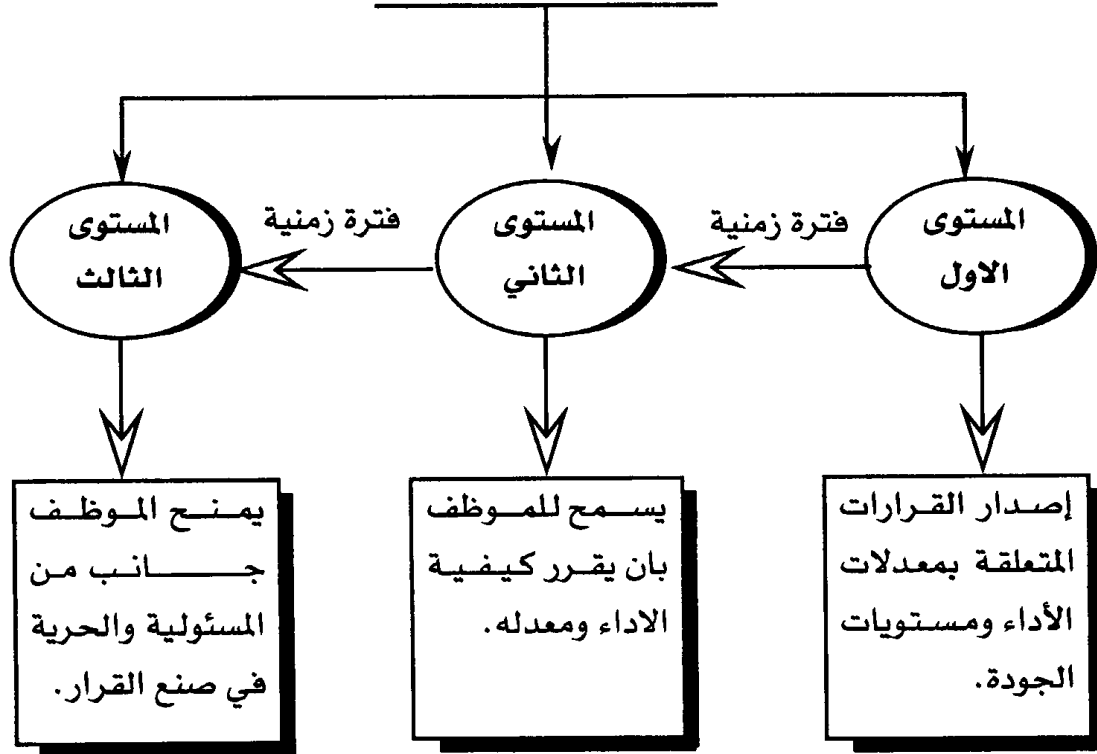 المستوى
الاول
فترة زمنية
المستوى
الثاني
فترة زمنية
المستوى
الثالث
إصدار القرارات
المتعلقة بمعدلات
الأداء ومستويات
الجودة.
يسمح للموظف
بان يقرر كيفية
الاداء ومعدله.
يمنح الموظف
جانب من
المسئولية والحرية
في صنع القرار.